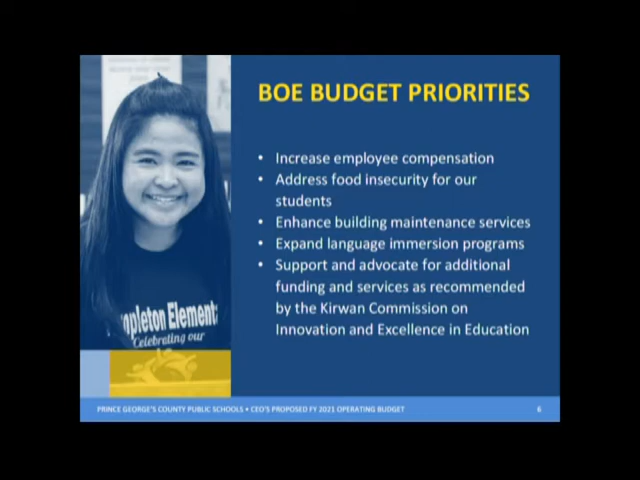 BOE BUDGET PRIORITIES
• Increase employee compensation
• Address food insecurity for our
students
• Enhance building maintenance services
• Expand language immersion programs
• Support and advocate for additional
funding and services as recommended
by the Kirwan Commission on
Innovation and Excellence in Education
mpleton Element
Celebrating our
PRINCE GEORGE'S COUNTY PUBLIC SCHOOLS • CEO'S PROPOSED FY 2021 OPERATING BUDGET
6